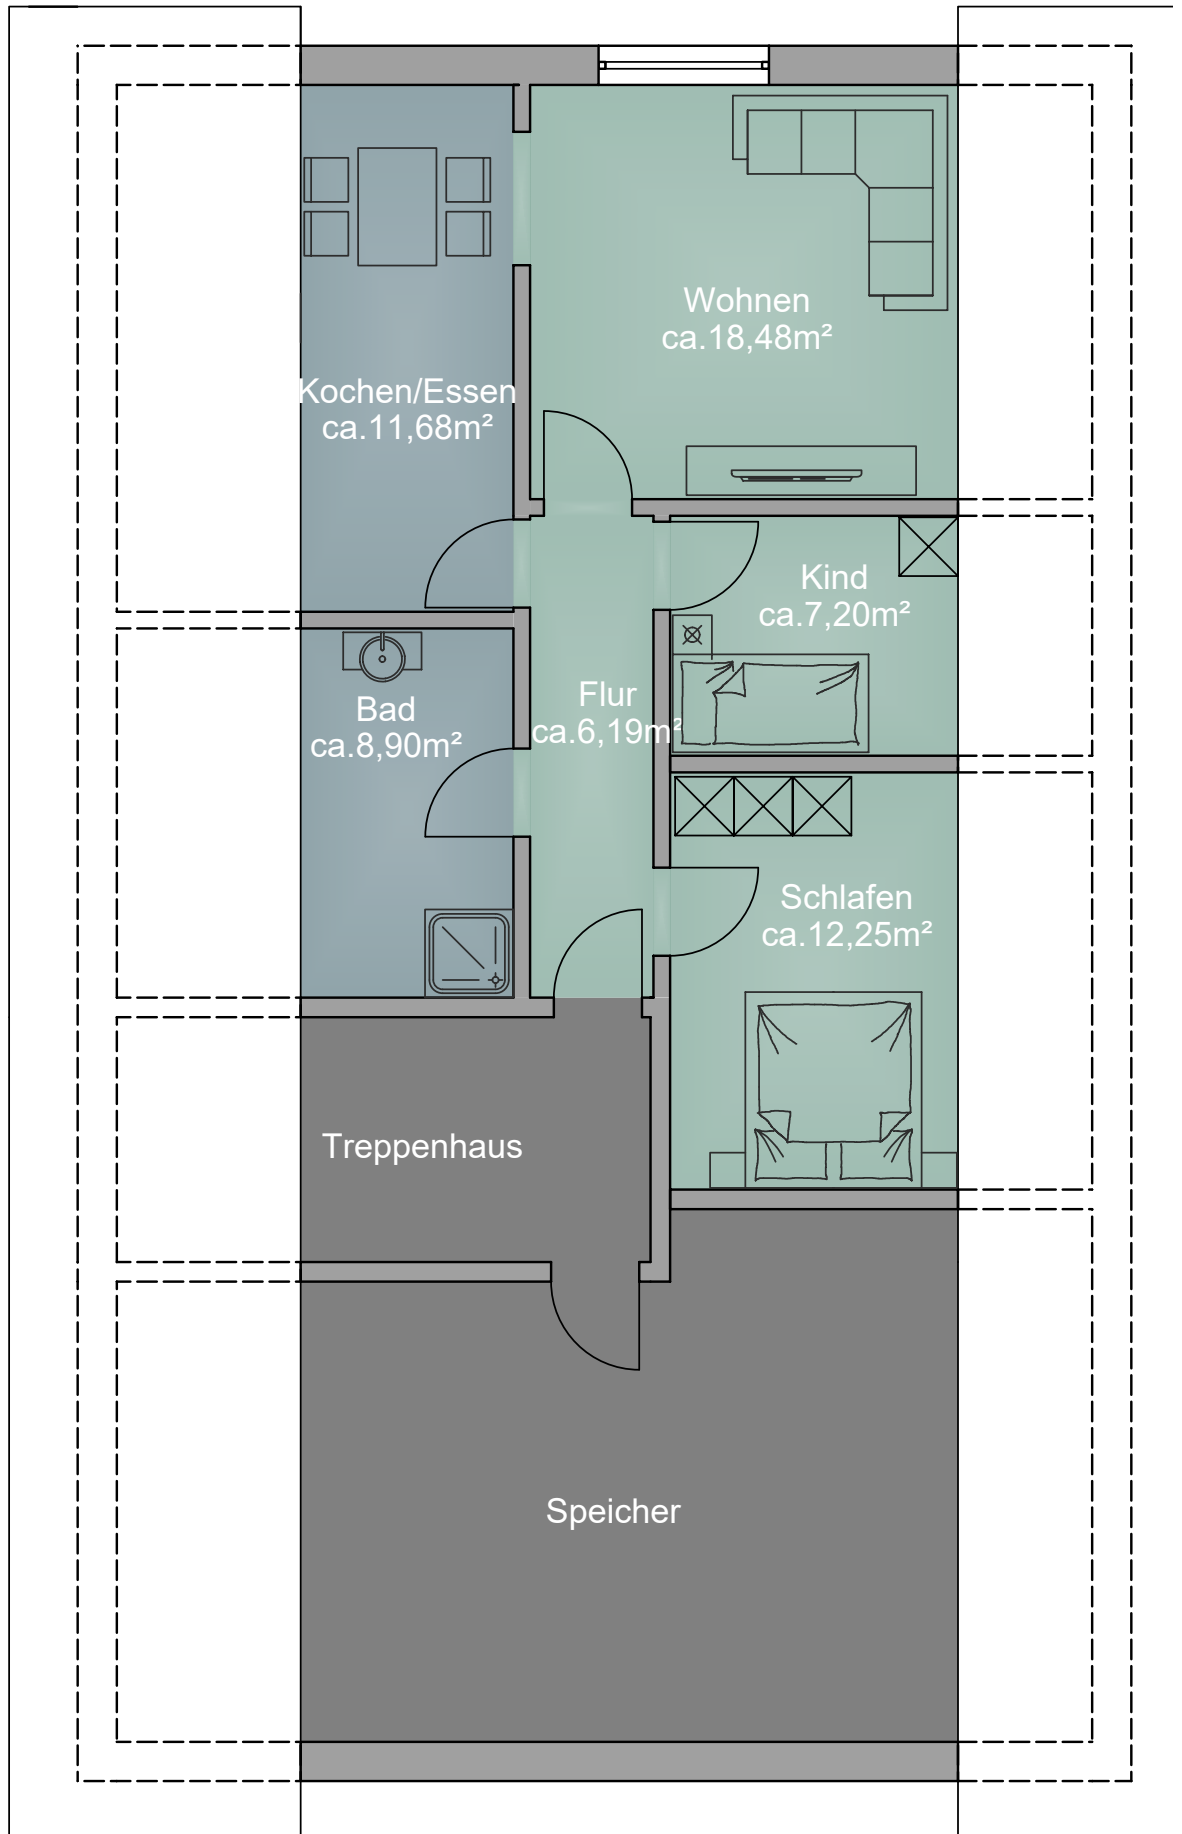 Wohnen
ca.18,48m²
Kochen/Essen
ca.11,68m²
Kind
ca.7,20m²
Flur
ca.6,19m²
Bad
ca.8,90m²
Schlafen
ca.12,25m²
Treppenhaus
Speicher